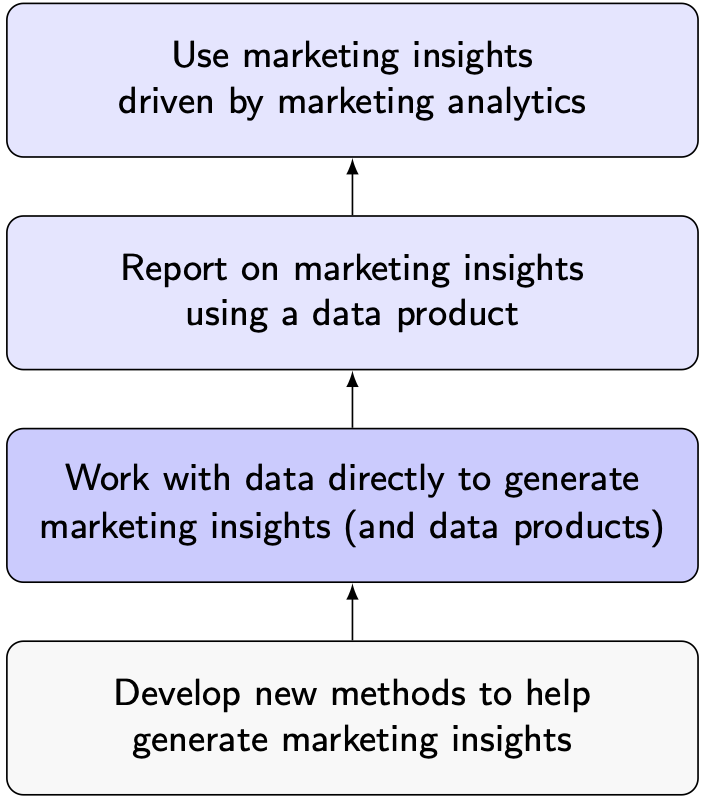 Use marketing insights
driven by marketing analytics
Report on marketing insights
using a data product
Work with data directly to generate
marketing insights (and data products)
Develop new methods to help
generate marketing insights